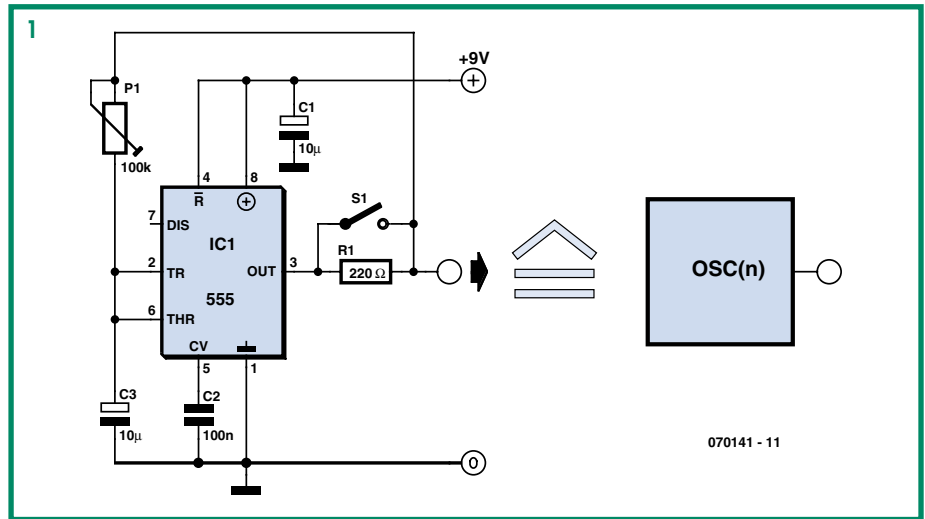 1
+9V
P1
C1
10µ
100k
4
8
R
+
S1
7
DIS
IC1
R1
2
TR
OUT
3
220 Ω
OSC(n)
555
6
THR
CV
5
1
C3
C2
10µ
100n
070141 - 11
0